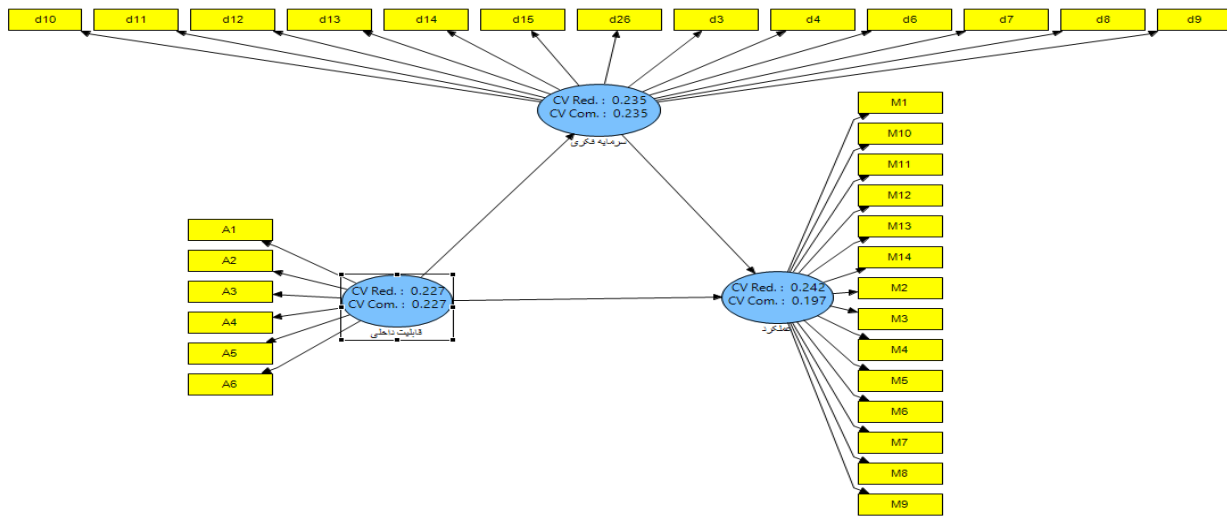 d10
d11
d12
d13
d14
d15
d26
d3
d4
d6
d7
d8
d9
CV Red. : 0.235
CV Com. : 0.235
سرمایه فکری
M1
M10
M11
M12
M13
M14
M2
M3
M4
M5
M6
M7
M8
M9
A1
A2
A3
A4
A5
A6
CV Red. : 0.227
CV Com. : 0.227
قابلیت داخلی
CV Red. : 0.242
CV Com. : 0.197
عملکرد